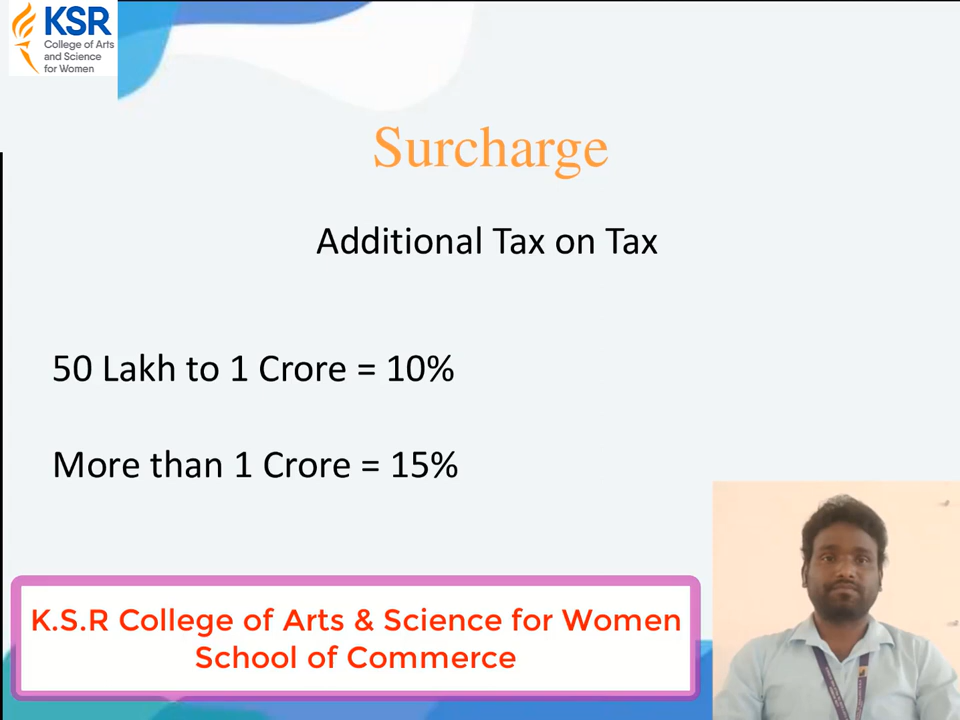 KSR
College of Arts
and Science
for Women
Surcharge
Additional Tax on Tax
50 Lakh to 1 Crore = 10%
More than 1 Crore = 15%
K.S.R College of Arts & Science for Women
School of Commerce